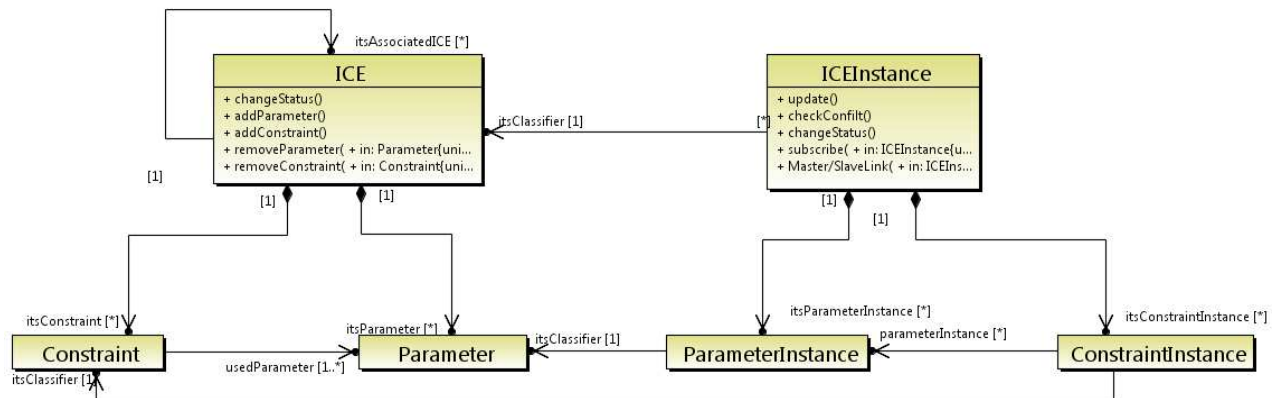 itsAssociatedICE [*]
ICE
+ changeStatus()
+ addParameter()
+ addConstraint()
+ removeParameter( + in: Parameter{uni...
+ removeConstraint( + in: Constraint{uni...
[1]
[1]
[1]
itsClassifier [1]
[*]
ICEInstance
+ update()
+ checkConfilt()
+ changeStatus()
+ subscribe( + in: ICEInstance{u...
+ Master/SlaveLink( + in: ICEIns...
[1]
[1]
itsConstraint [*]
itsParameter [*]
itsParameterInstance [*]
itsConstraintInstance [*]
Constraint
usedParameter [1..*]
Parameter
itsClassifier [1]
ParameterInstance
parameterInstance [*]
ConstraintInstance
itsClassifier [1]